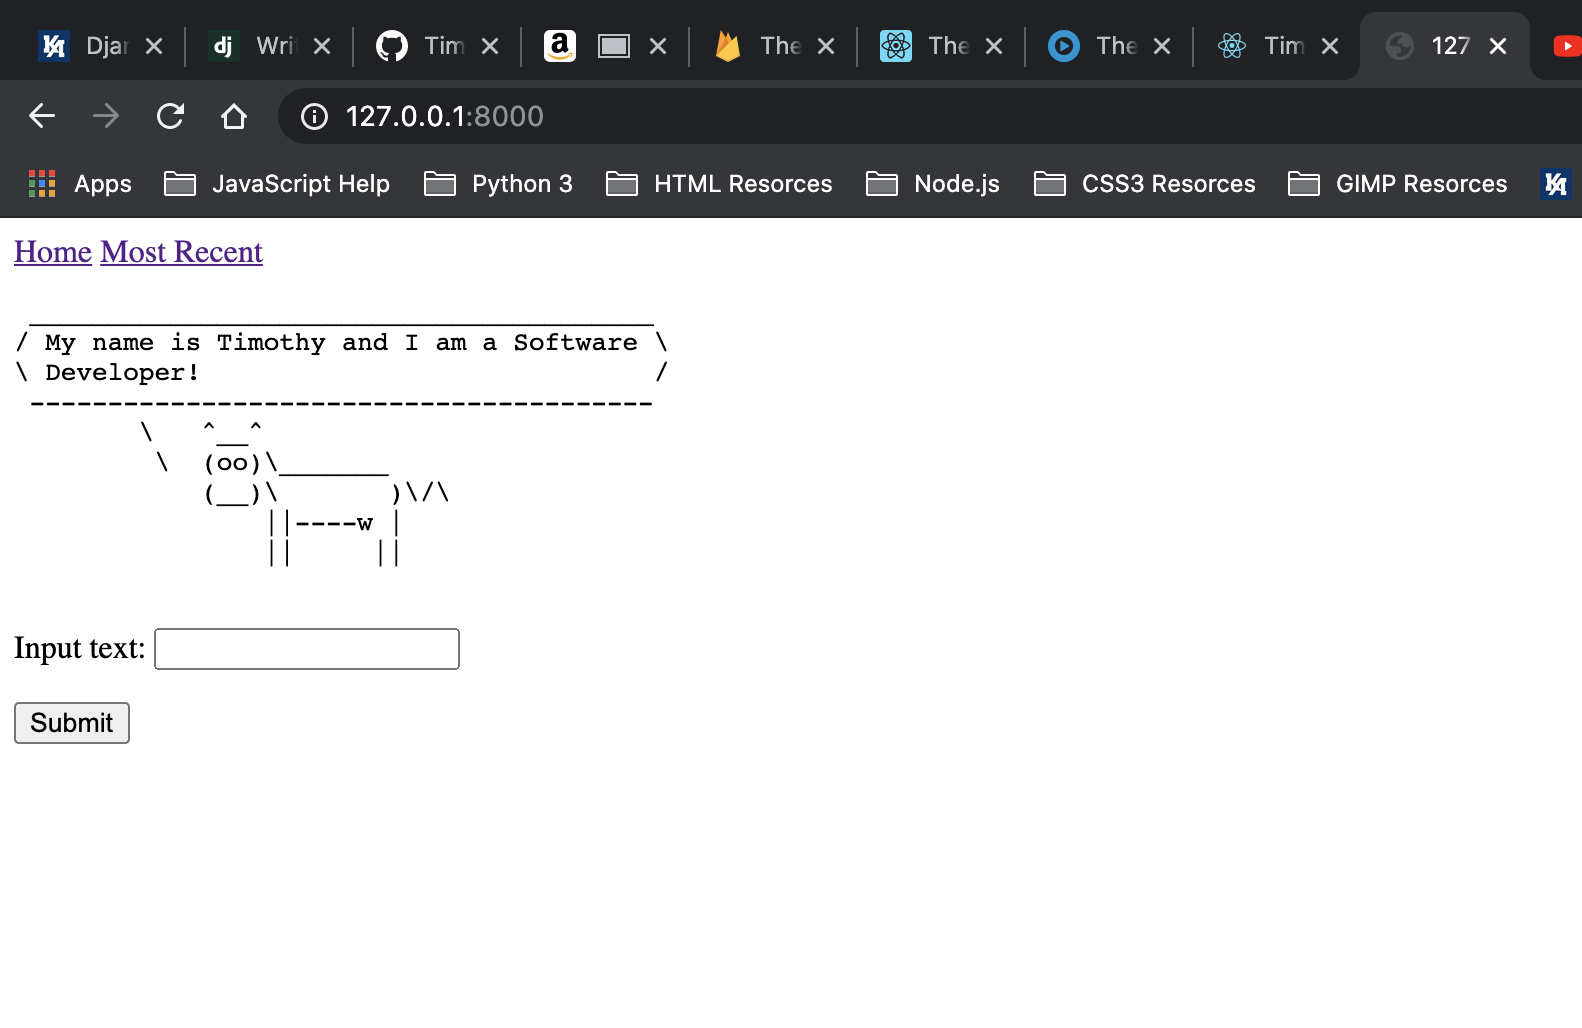 Djar dj Wri Tim a The The The Tim 127
127.0.0.1:8000
Apps JavaScript Help Python 3 HTML Resorces Node.js CSS3 Resorces GIMP Resorces
Home Most Recent
 ________________________________________
/ My name is Timothy and I am a Software \
\ Developer!                             /
 ----------------------------------------
        \   ^__^
         \  (oo)\_______
            (__)\       )\/\
                ||----w |
                ||     ||
Input text:
Submit